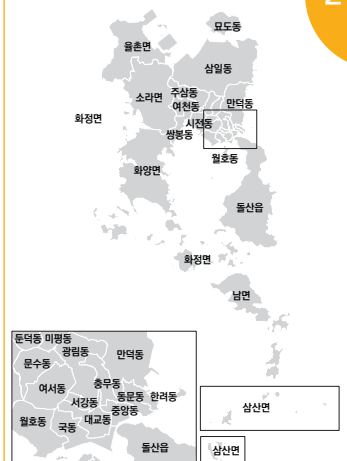 묘도동
율촌면
삼일동
소라면
주삼동
여천동
만덕동
화정면
시전동
쌍봉동
월호동
화양면
돌산읍
화정면
남면
둔덕동 미평동
광림동
만덕동
문수동
여서동
충무동
서강동
동문동 한려동
중앙동
월호동
국동
대교동
돌산읍
삼산면
삼산면